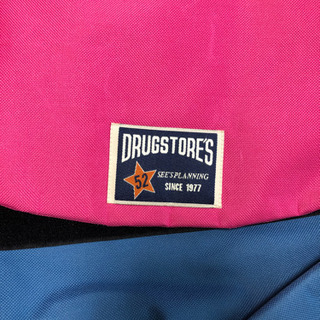 DRUGSTORE'S
52
SEE'S PLANNING
SINCE 1977